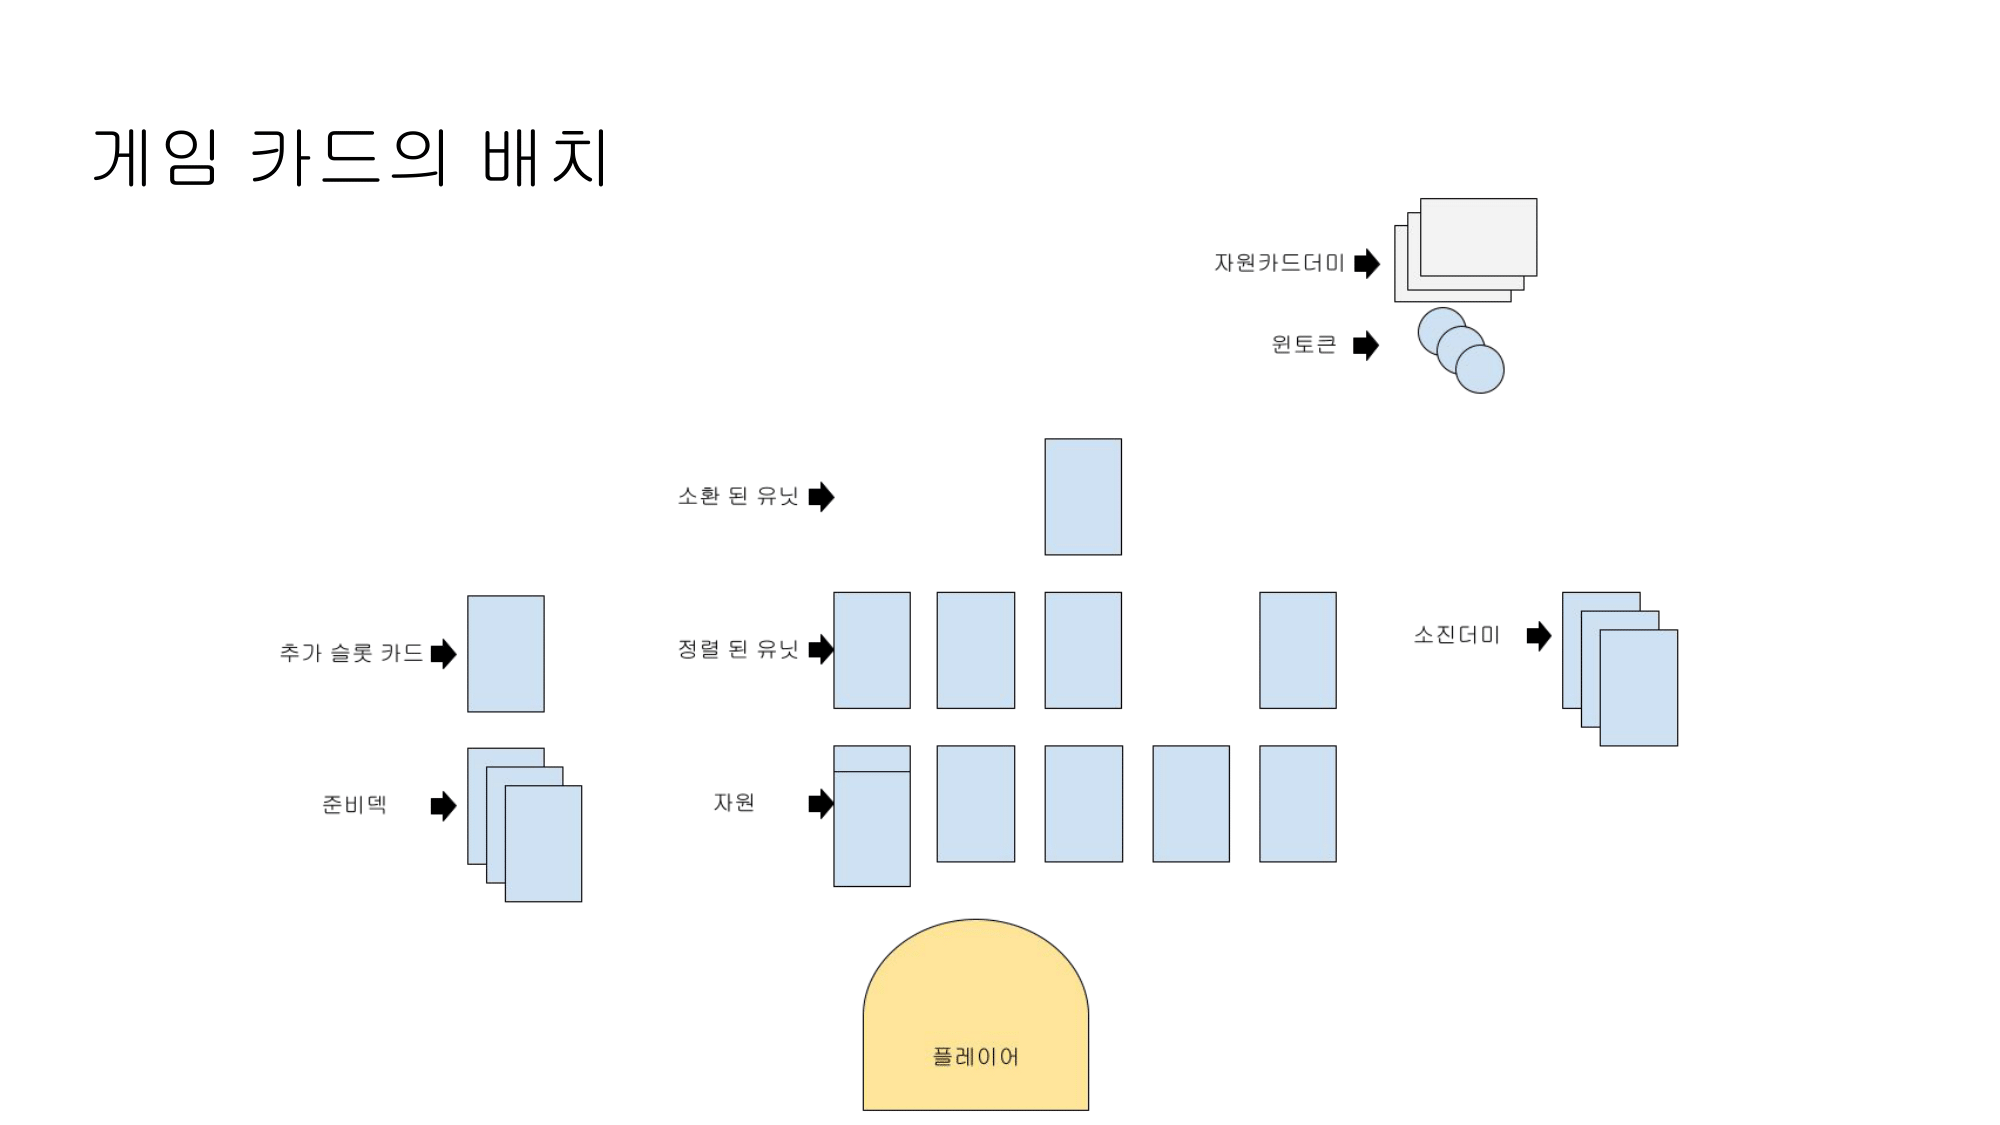 게임 카드의 배치
자원카드더미
윈토큰
소환 된 유닛
추가 슬롯 카드
정렬 된 유닛
소진더미
준비덱
자원
플레이어